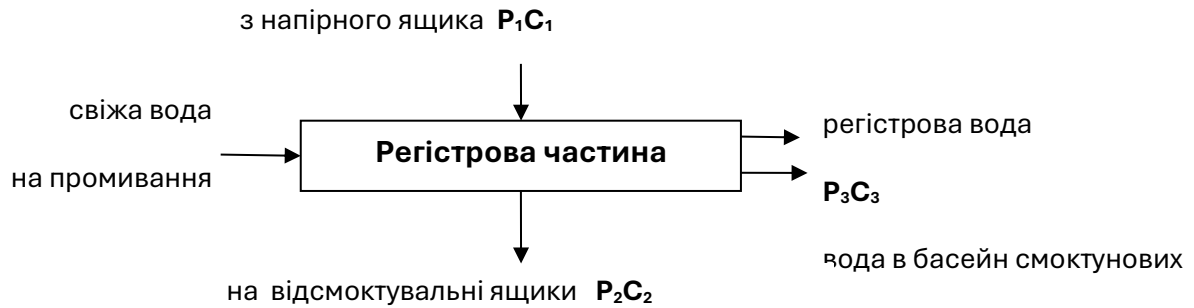 з напірного ящика P₁C₁
свіжа вода
на промивання
Регістрова частина
регістрова вода
P₃C₃
вода в басейн смоктунових
на відсмоктувальні ящики P₂C₂